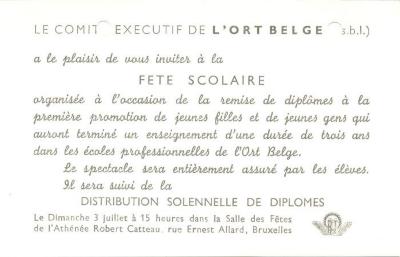 LE COMIT EXECUTIF DE L'ORT BELGE s.b.l.)
a le plaisir de vous inviter à la
FETE SCOLAIRE
organisée à l'occasion de la remise de diplômes à la
première promotion de jeunes filles et de jeunes gens qui
auront terminé un enseignement d'une durée de trois ans
dans les écoles professionnelles de l'Ort Belge.
Le spectacle sera entièrement assuré par les élèves.
Il sera suivi de la
DISTRIBUTION SOLENNELLE DE DIPLOMES
Le Dimanche 3 juillet à 15 heures dans la Salle des Fêtes
de l'Athénée Robert Catteau, rue Ernest Allard, Bruxelles